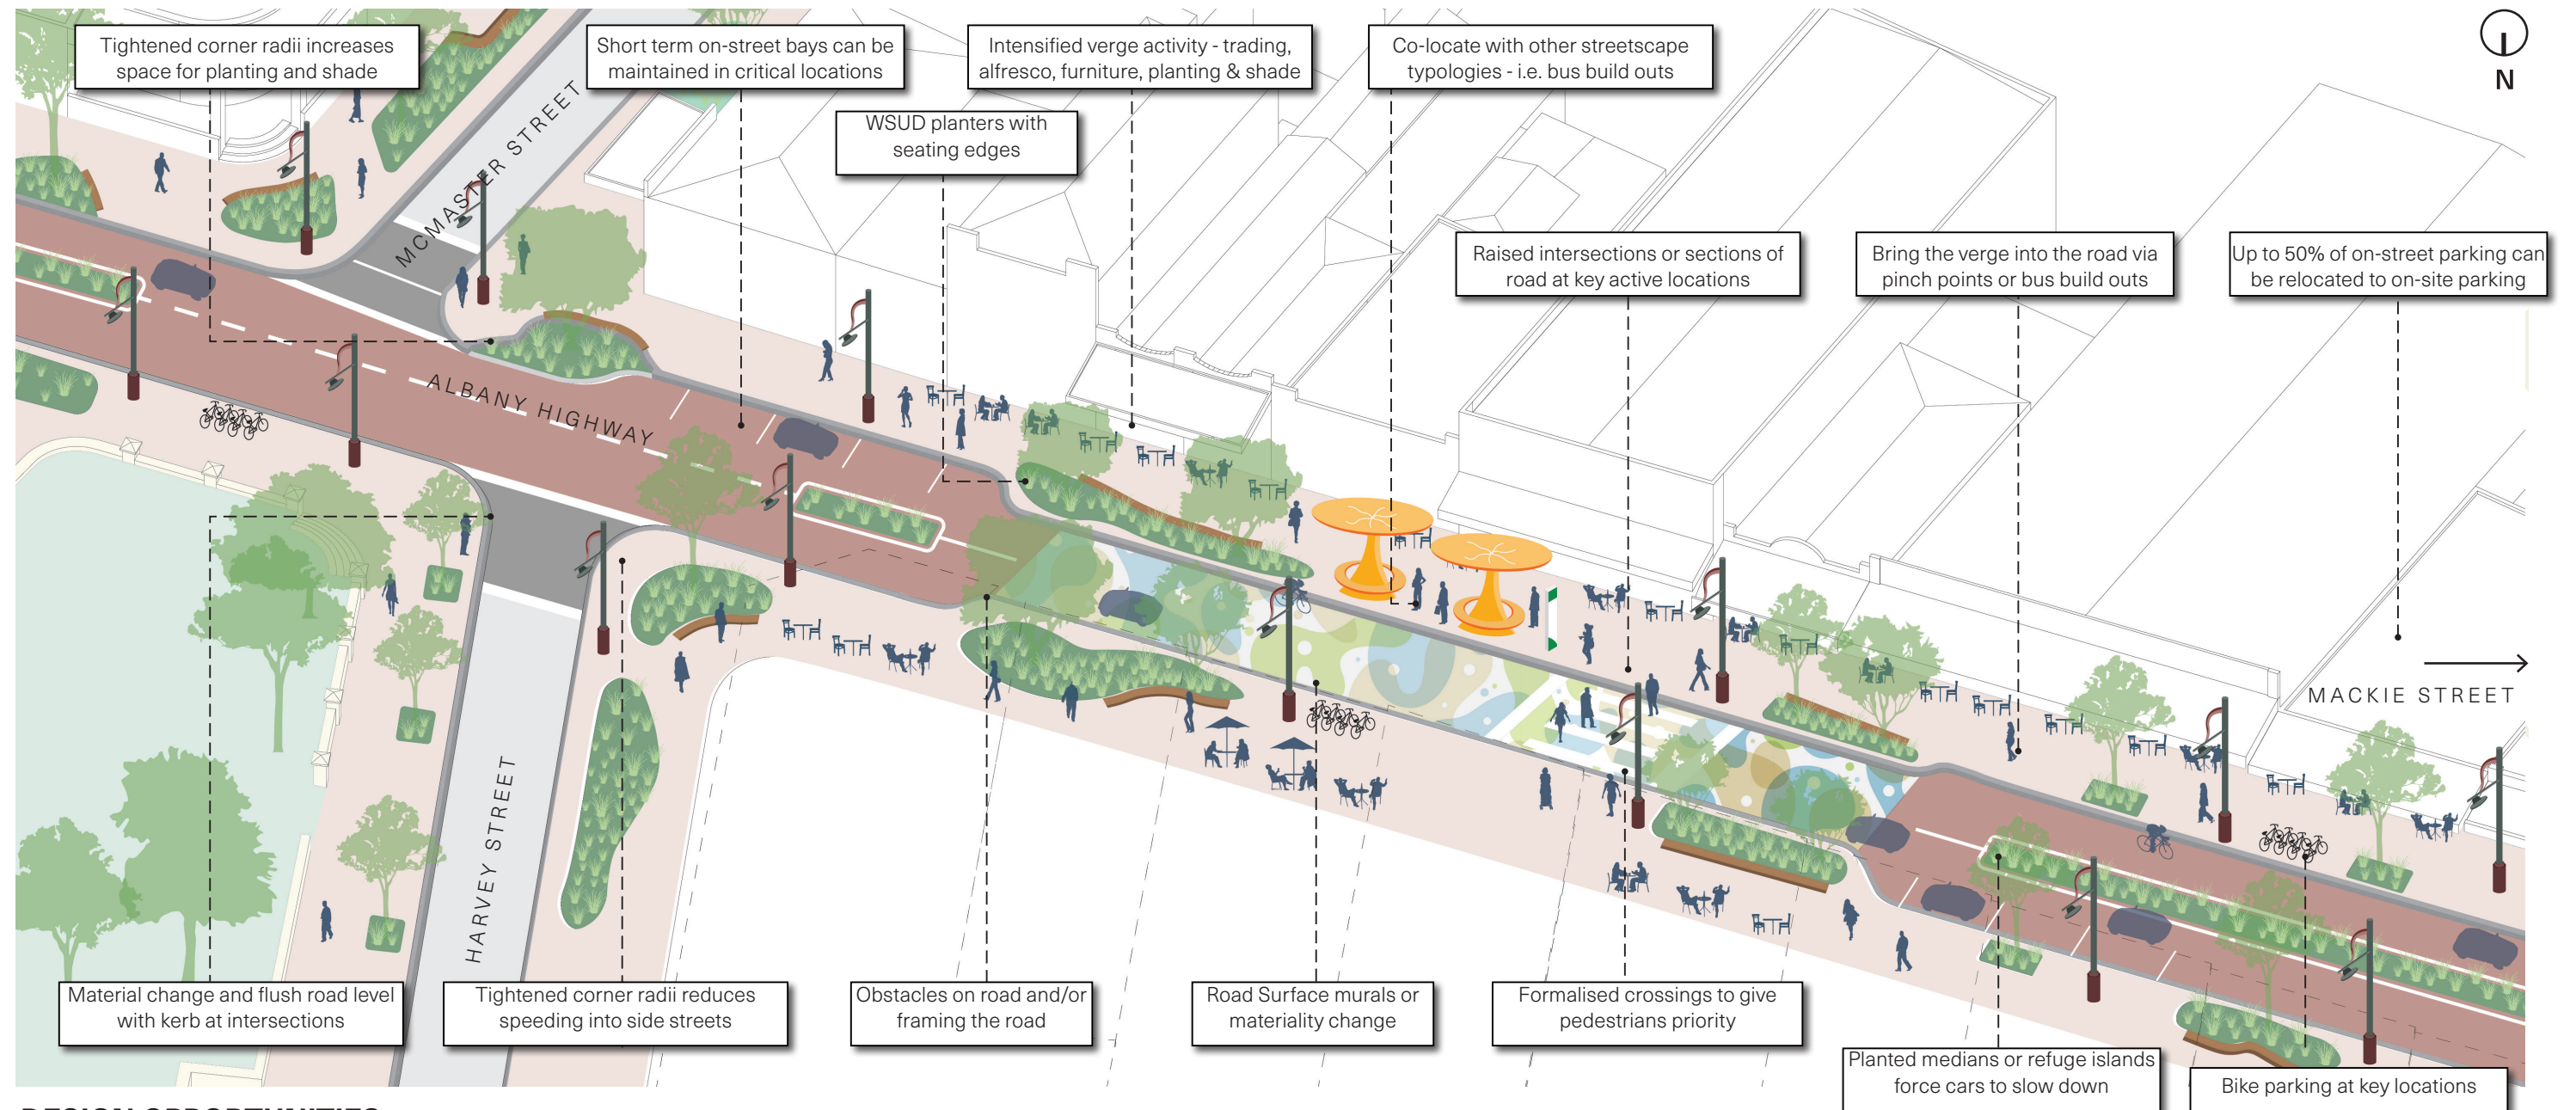 Tightened corner radii increases
space for planting and shade
Short term on-street bays can be
maintained in critical locations
Intensified verge activity - trading,
alfresco, furniture, planting & shade
Co-locate with other streetscape
typologies - i.e. bus build outs
N
WSUD planters with
seating edges
MCMASTER STREET
Raised intersections or sections of
road at key active locations
Bring the verge into the road via
pinch points or bus build outs
Up to 50% of on-street parking can
be relocated to on-site parking
ALBANY HIGHWAY
MACKIE STREET
HARVEY STREET
Material change and flush road level
with kerb at intersections
Tightened corner radii reduces
speeding into side streets
Obstacles on road and/or
framing the road
Road Surface murals or
materiality change
Formalised crossings to give
pedestrians priority
Planted medians or refuge islands
force cars to slow down
Bike parking at key locations
DESIGN OPPORTUNITIES